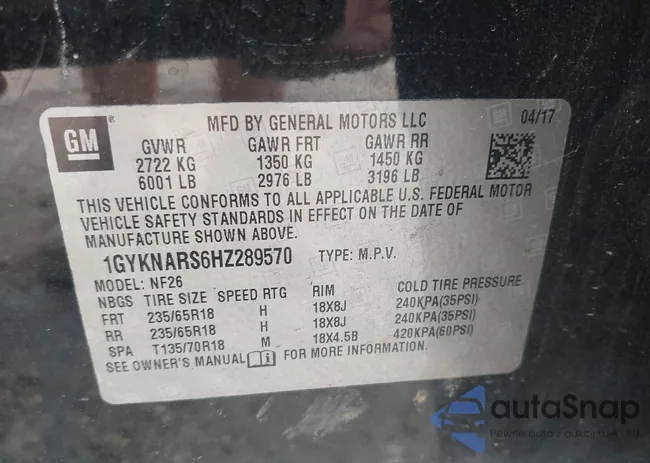 MFD BY GENERAL MOTORS LLC 04/17
GM
GVWR GAWR FRT GAWR RR
2722 KG 1350 KG 1450 KG
6001 LB 2976 LB 3196 LB
THIS VEHICLE CONFORMS TO ALL APPLICABLE U.S. FEDERAL MOTOR
VEHICLE SAFETY STANDARDS IN EFFECT ON THE DATE OF
MANUFACTURE SHOWN ABOVE.
1GYKNARS6HZ289570 TYPE: M.P.V.
MODEL: NF26
NBGS TIRE SIZE SPEED RTG RIM COLD TIRE PRESSURE
FRT 235/65R18 H 18X8J 240KPA(35PSI)
RR 235/65R18 H 18X8J 240KPA(35PSI)
SPA T135/70R18 M 18X4.5B 420KPA(60PSI)
SEE OWNER'S MANUAL FOR MORE INFORMATION.
autaSnap
Pewne auta z aukcji